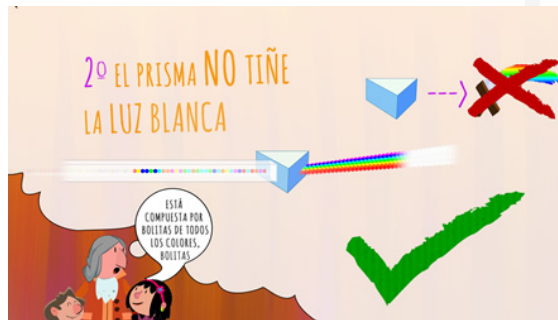 2º EL PRISMA NO TIÑE
LA LUZ BLANCA
ESTÁ
COMPUESTA POR
BOLITAS DE TODOS
LOS COLORES,
BOLITAS